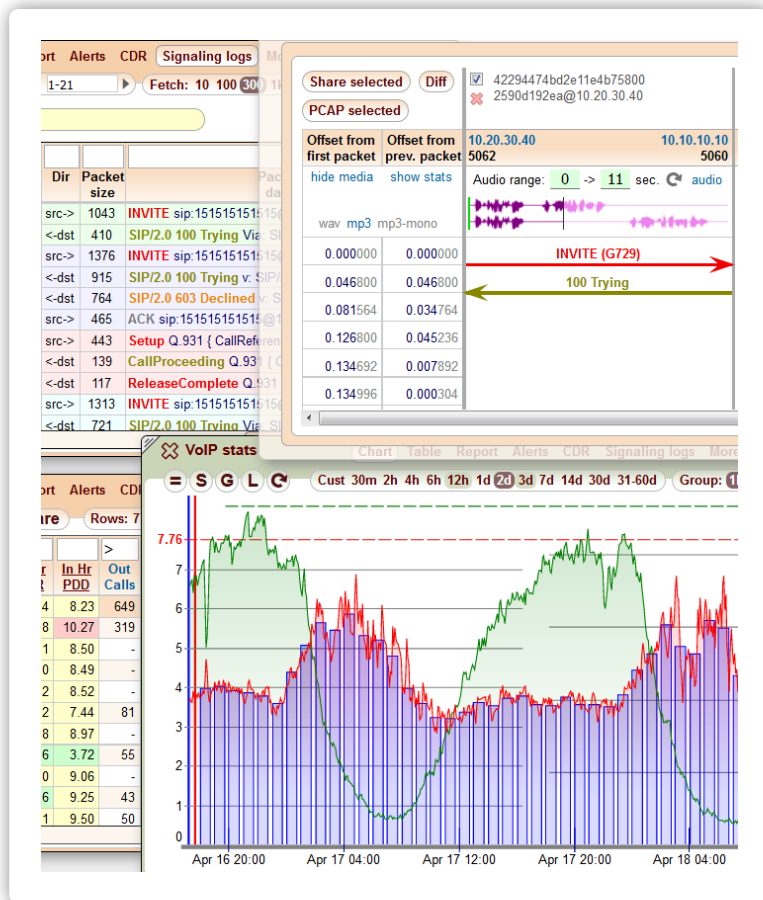 Alerts CDR Signaling logs
1-21 Fetch: 10 100 300
Dir Packet size
src-> 1043 INVITE sip:151515151515@
<-dst 410 SIP/2.0 100 Trying Via:
src-> 1376 INVITE sip:151515151515@
<-dst 915 SIP/2.0 100 Trying v: SIP/
<-dst 764 SIP/2.0 603 Declined v:
src-> 465 ACK sip:151515151515@1
src-> 443 Setup Q.931 { CallReferen
<-dst 139 CallProceeding Q.931 { C
<-dst 117 ReleaseComplete Q.931
src-> 1313 INVITE sip:151515151515@
<-dst 721 SIP/2.0 100 Trying Via:
Share selected Diff
PCAP selected
42294474bd2e11e4b75800
2590d192ea@10.20.30.40
Offset from first packet Offset from prev. packet
10.20.30.40 10.10.10.10
5062 5060
hide media show stats
Audio range: 0 -> 11 sec. audio
wav mp3 mp3-mono
0.000000 0.000000 INVITE (G729)
0.046800 0.046800 100 Trying
0.081564 0.034764
0.126800 0.045236
0.134692 0.007892
0.134996 0.000304
VoIP stats Chart Table Report Alerts CDR Signaling logs More
= S G L Cust 30m 2h 4h 6h 12h 1d 2d 3d 7d 14d 30d 31-60d Group:
7.76
7
6
5
4
3
2
1
0
Apr 16 20:00 Apr 17 04:00 Apr 17 12:00 Apr 17 20:00 Apr 18 04:00
Alerts
Rows: 7
>
In Hr PDD Out Calls
4 8.23 649
8 10.27 319
1 8.50 -
0 8.49 -
2 8.52 -
2 7.44 81
8 8.97 -
6 3.72 55
0 9.06 -
6 9.25 43
1 9.50 50